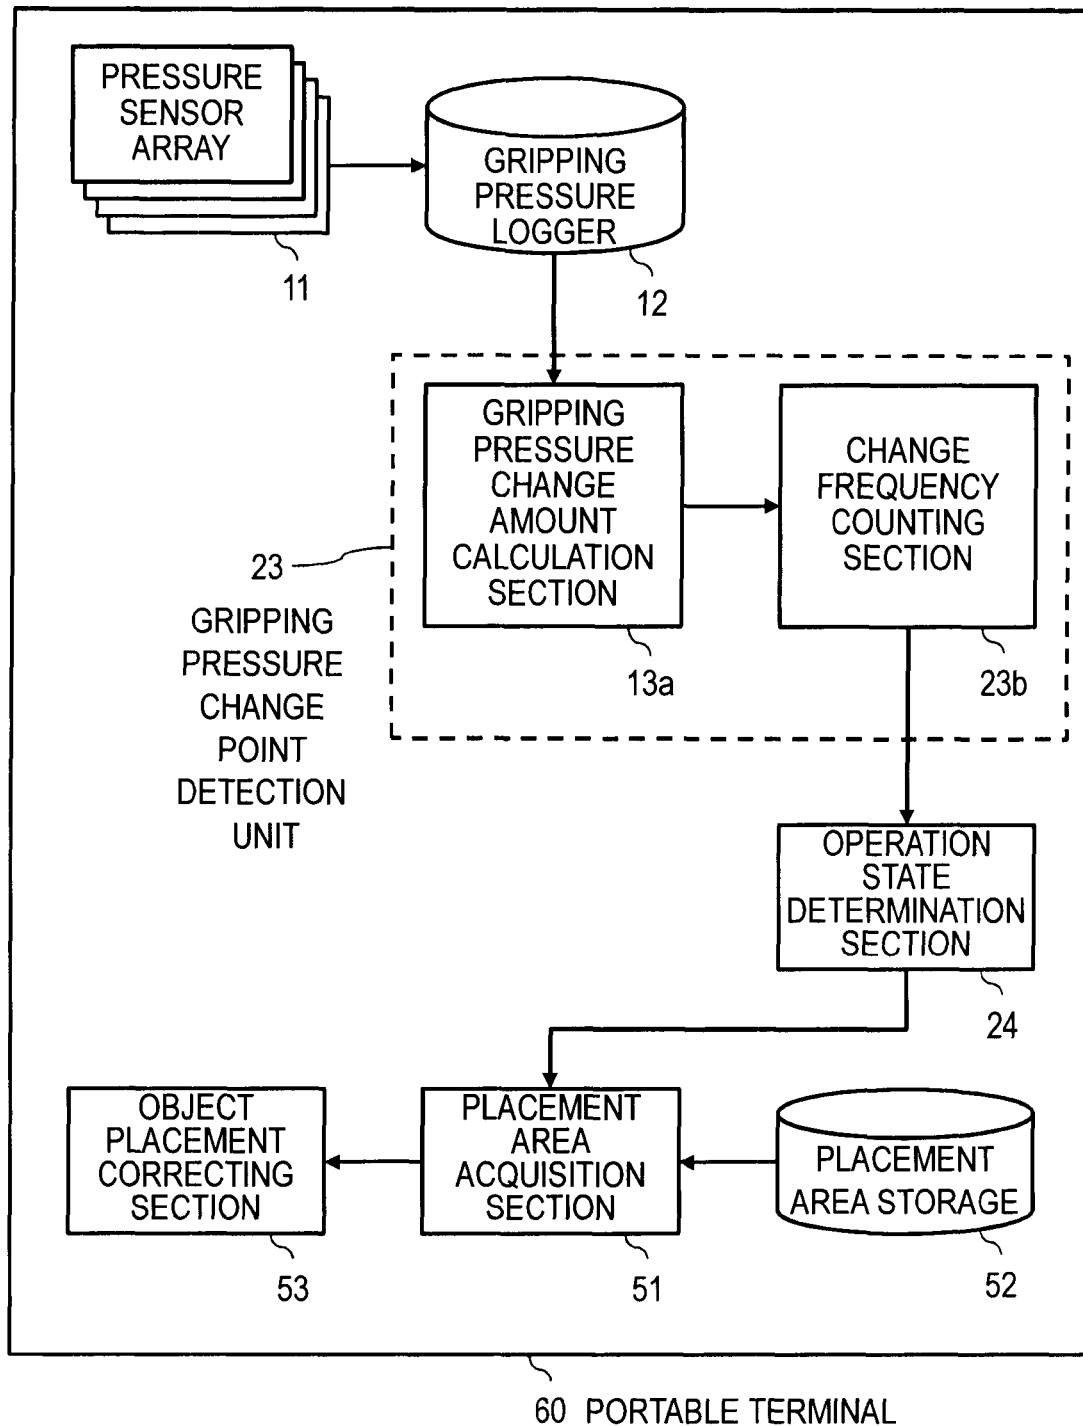 PRESSURE
SENSOR
ARRAY
11
GRIPPING
PRESSURE
LOGGER
12
GRIPPING
PRESSURE
CHANGE
AMOUNT
CALCULATION
SECTION
13a
CHANGE
FREQUENCY
COUNTING
SECTION
23b
23
GRIPPING
PRESSURE
CHANGE
POINT
DETECTION
UNIT
OPERATION
STATE
DETERMINATION
SECTION
24
OBJECT
PLACEMENT
CORRECTING
SECTION
53
PLACEMENT
AREA
ACQUISITION
SECTION
51
PLACEMENT
AREA STORAGE
52
60 PORTABLE TERMINAL